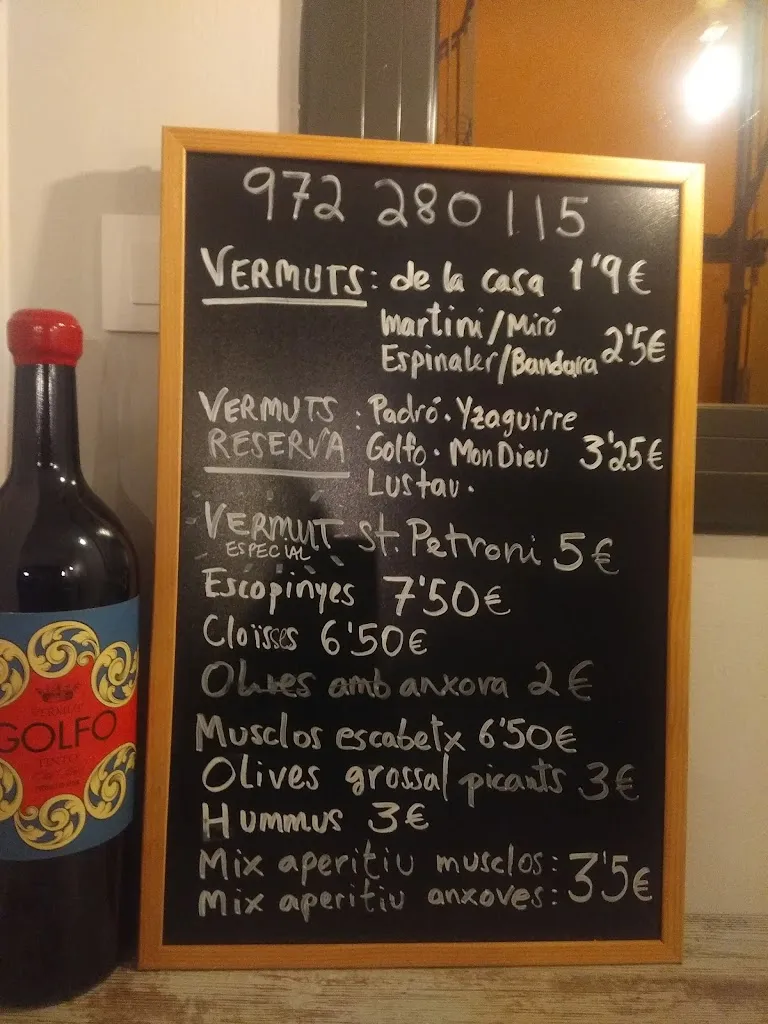 972 280 115
VERMUTS: de la casa 1'9€
Martini/Miró
Espinaler/Bandarra 2'5€
VERMUTS : Padró · Yzaguirre
RESERVA Golfo · Mon Dieu 3'25€
Lustau ·
VERMUT St. Petroni 5€
ESPECIAL
Escopinyes 7'50€
Cloïsses 6'50€
Olives amb anxova 2€
Musclos escabetx 6'50€
Olives grossal picants 3€
Hummus 3€
Mix aperitiu musclos: 3'5€
Mix aperitiu anxoves:
VERMUT
GOLFO
TINTO